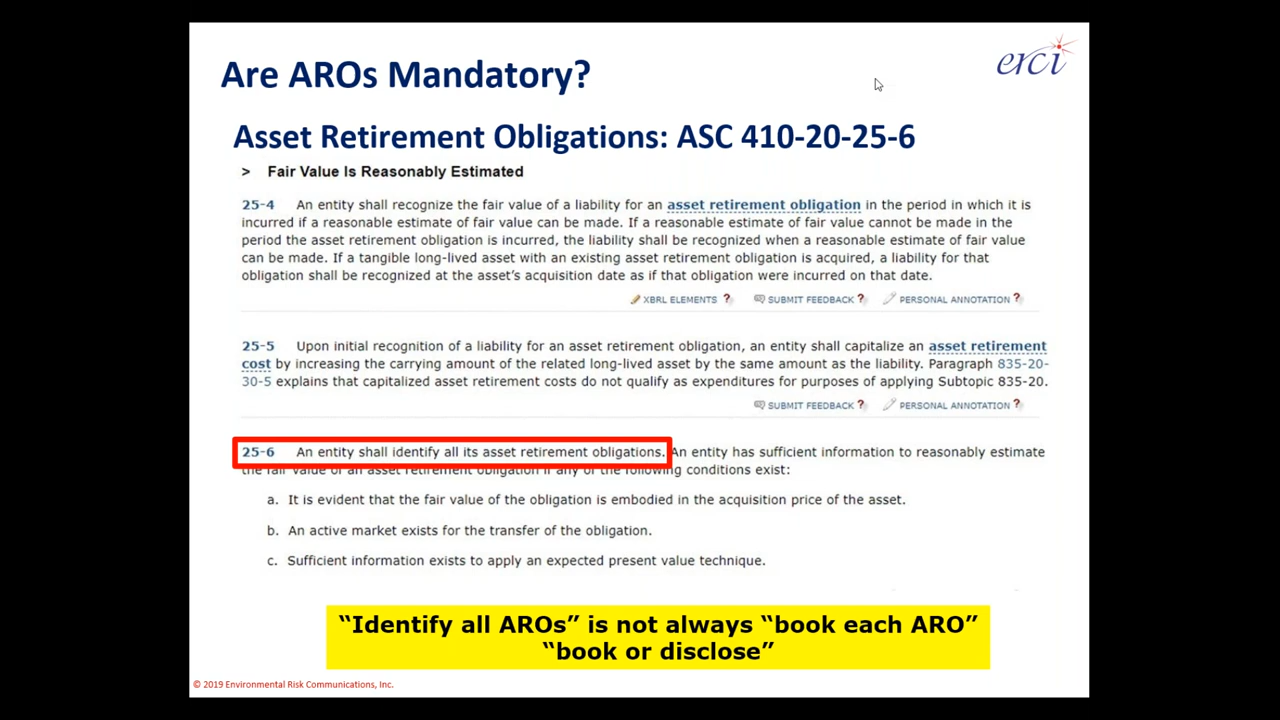 Are AROs Mandatory?
erci
Asset Retirement Obligations: ASC 410-20-25-6
> Fair Value Is Reasonably Estimated
25-4 An entity shall recognize the fair value of a liability for an asset retirement obligation in the period in which it is
incurred if a reasonable estimate of fair value can be made. If a reasonable estimate of fair value cannot be made in the
period the asset retirement obligation is incurred, the liability shall be recognized when a reasonable estimate of fair value
can be made. If a tangible long-lived asset with an existing asset retirement obligation is acquired, a liability for that
obligation shall be recognized at the asset's acquisition date as if that obligation were incurred on that date.
XBRL ELEMENTS ? SUBMIT FEEDBACK ? PERSONAL ANNOTATION ?
25-5 Upon initial recognition of a liability for an asset retirement obligation, an entity shall capitalize an asset retirement
cost by increasing the carrying amount of the related long-lived asset by the same amount as the liability. Paragraph 835-20-
30-5 explains that capitalized asset retirement costs do not qualify as expenditures for purposes of applying Subtopic 835-20.
SUBMIT FEEDBACK ? PERSONAL ANNOTATION ?
25-6 An entity shall identify all its asset retirement obligations. An entity has sufficient information to reasonably estimate
the fair value of an asset retirement obligation if any of the following conditions exist:
a. It is evident that the fair value of the obligation is embodied in the acquisition price of the asset.
b. An active market exists for the transfer of the obligation.
c. Sufficient information exists to apply an expected present value technique.
“Identify all AROs” is not always “book each ARO”
“book or disclose”
© 2019 Environmental Risk Communications, Inc.